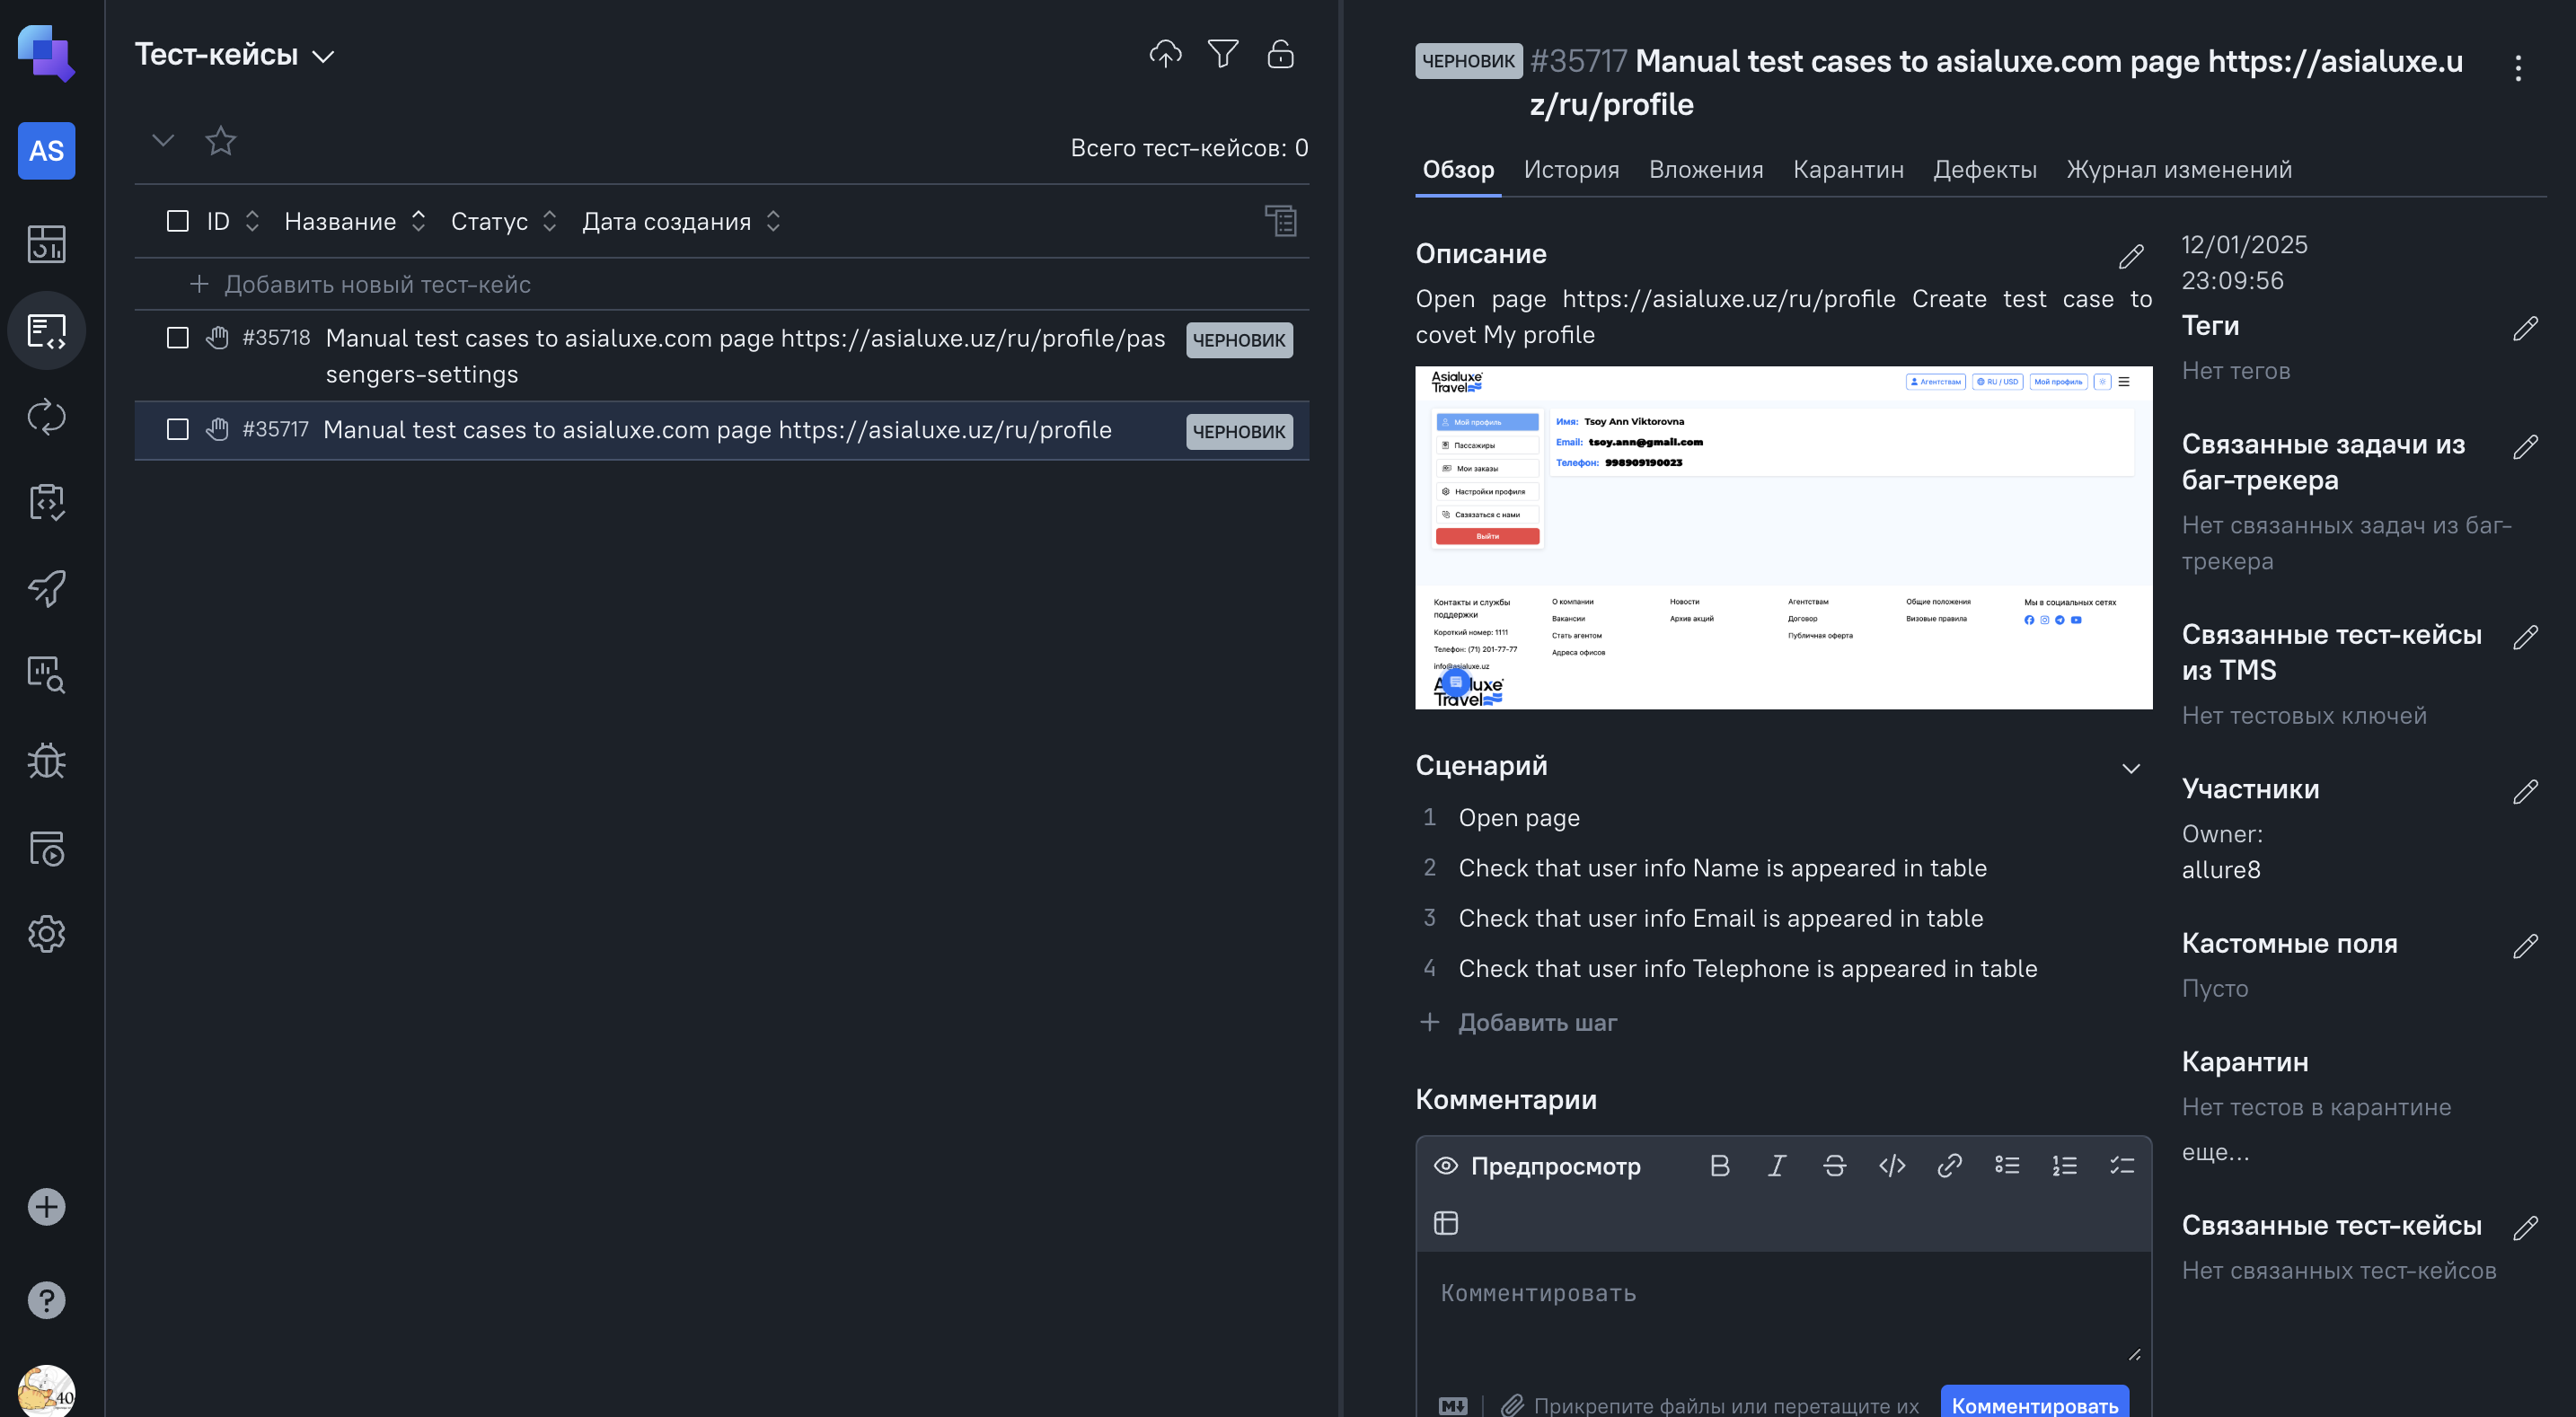 AS
Тест-кейсы
Всего тест-кейсов: 0
ID Название Статус Дата создания
Добавить новый тест-кейс
#35718 Manual test cases to asialuxe.com page https://asialuxe.uz/ru/profile/pas
sengers-settings
ЧЕРНОВИК
#35717 Manual test cases to asialuxe.com page https://asialuxe.uz/ru/profile
ЧЕРНОВИК
40
ЧЕРНОВИК #35717 Manual test cases to asialuxe.com page https://asialuxe.u
z/ru/profile
Обзор История Вложения Карантин Дефекты Журнал изменений
Описание
Open page https://asialuxe.uz/ru/profile Create test case to
covet My profile
Asialuxe
Travel
Агентствам
RU / USD
Мой профиль
Мой профиль
Пассажиры
Мои заказы
Настройки профиля
Связаться с нами
Выйти
Имя: Tsoy Ann Viktorovna
Email: tsoy.ann@gmail.com
Телефон: 998909190023
Контакты и службы
поддержки
Короткий номер: 1111
Телефон: (71) 201-77-77
info@asialuxe.uz
О компании
Вакансии
Стать агентом
Адреса офисов
Новости
Архив акций
Агентствам
Договор
Публичная оферта
Общие положения
Визовые правила
Мы в социальных сетях
Travel
Сценарий
1 Open page
2 Check that user info Name is appeared in table
3 Check that user info Email is appeared in table
4 Check that user info Telephone is appeared in table
Добавить шаг
Комментарии
Предпросмотр
Комментировать
Прикрепите файлы или перетащите их
Комментировать
12/01/2025
23:09:56
Теги
Нет тегов
Связанные задачи из
баг-трекера
Нет связанных задач из баг-
трекера
Связанные тест-кейсы
из TMS
Нет тестовых ключей
Участники
Owner:
allure8
Кастомные поля
Пусто
Карантин
Нет тестов в карантине
еще...
Связанные тест-кейсы
Нет связанных тест-кейсов